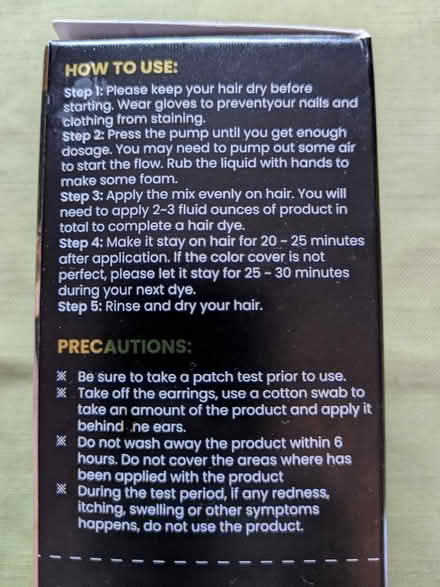 HOW TO USE:
Step 1: Please keep your hair dry before
starting. Wear gloves to preventyour nails and
clothing from staining.
Step 2: Press the pump until you get enough
dosage. You may need to pump out some air
to start the flow. Rub the liquid with hands to
make some foam.
Step 3: Apply the mix evenly on hair. You will
need to apply 2~3 fluid ounces of product in
total to complete a hair dye.
Step 4: Make it stay on hair for 20 ~ 25 minutes
after application. If the color cover is not
perfect, please let it stay for 25 ~ 30 minutes
during your next dye.
Step 5: Rinse and dry your hair.
PRECAUTIONS:
※ Be sure to take a patch test prior to use.
※ Take off the earrings, use a cotton swab to
take an amount of the product and apply it
behind the ears.
※ Do not wash away the product within 6
hours. Do not cover the areas where has
been applied with the product
※ During the test period, if any redness,
itching, swelling or other symptoms
happens, do not use the product.